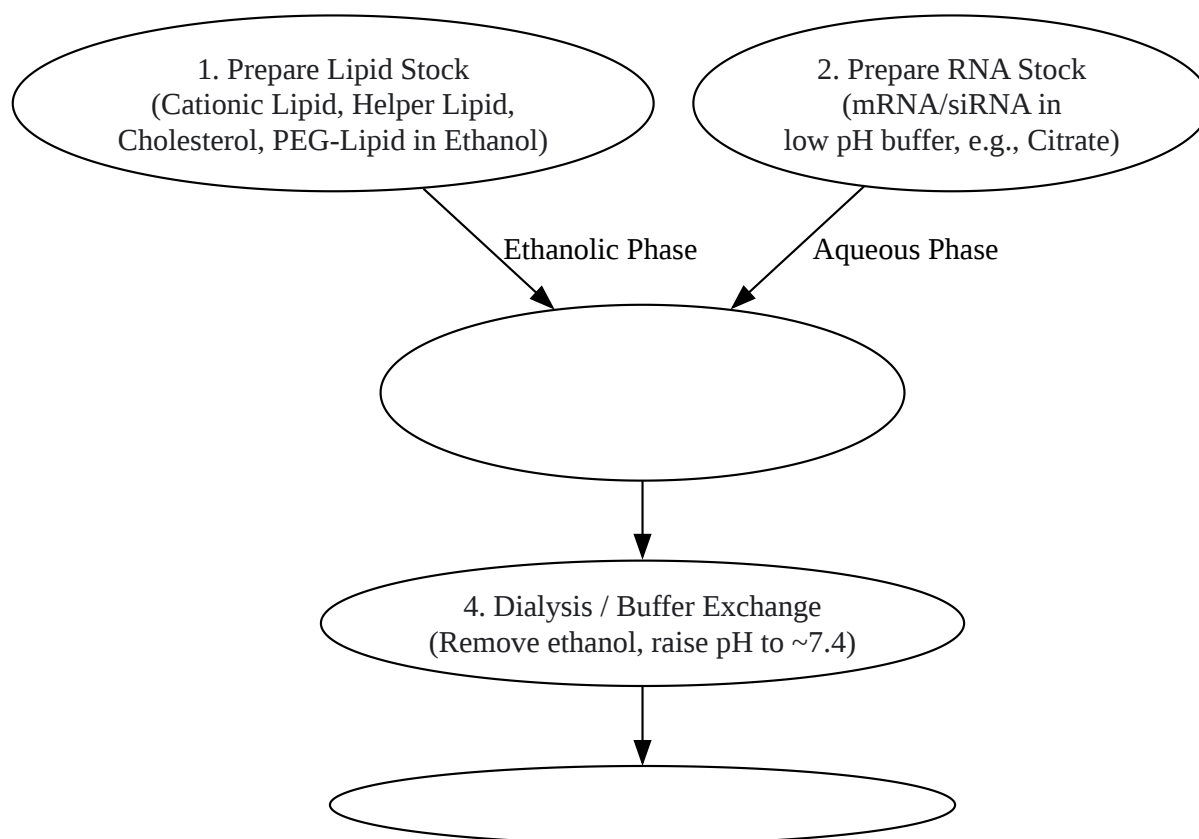 1. Prepare Lipid Stock
(Cationic Lipid, Helper Lipid,
Cholesterol, PEG-Lipid in Ethanol)
2. Prepare RNA Stock
(mRNA/siRNA in
low pH buffer, e.g., Citrate)
Ethanolic Phase
Aqueous Phase
4. Dialysis / Buffer Exchange
(Remove ethanol, raise pH to ~7.4)